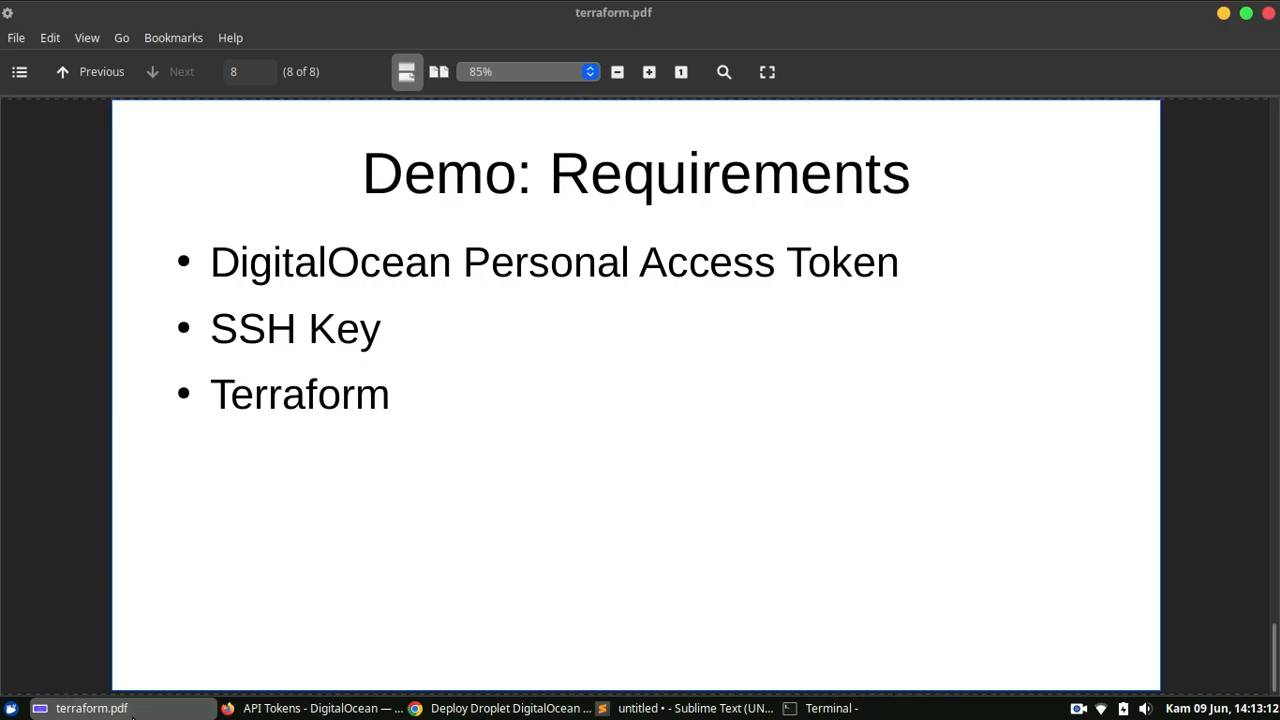 terraform.pdf
File Edit View Go Bookmarks Help
Previous Next 8 (8 of 8) 85% 1
Demo: Requirements
• DigitalOcean Personal Access Token
• SSH Key
• Terraform
terraform.pdf API Tokens - DigitalOcean — ... Deploy Droplet DigitalOcean ... untitled • - Sublime Text (UN... Terminal - Kam 09 Jun, 14:13:12